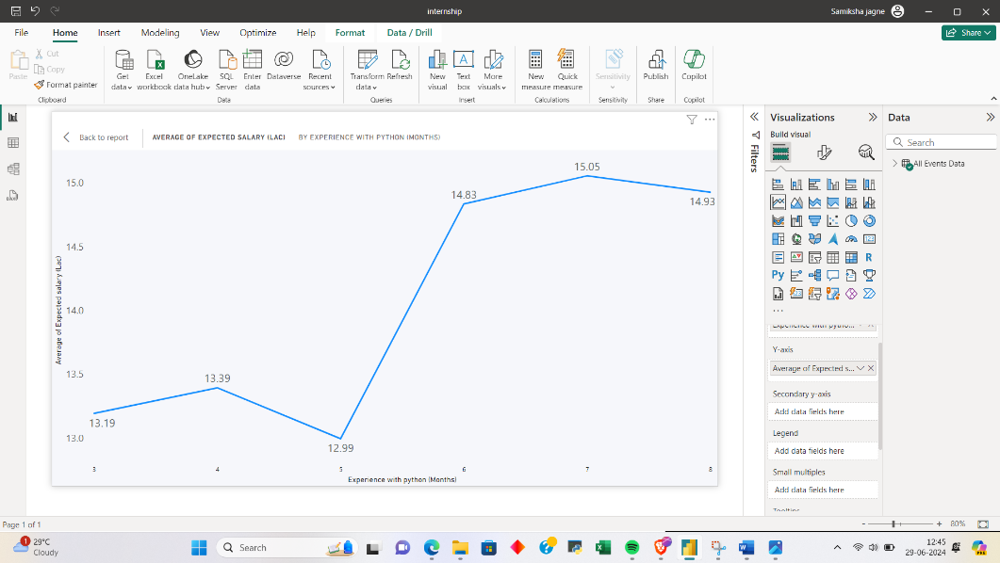 internship
Samiksha jagne
File Home Insert Modeling View Optimize Help Format Data / Drill
Share
Paste
Cut
Copy
Format painter
Clipboard
Get data
Excel workbook
OneLake data hub
SQL Server
Enter data
Dataverse
Recent sources
Data
Transform data
Refresh
Queries
New visual
Text box
More visuals
Insert
New measure
Quick measure
Calculations
Sensitivity
Sensitivity
Publish
Share
Copilot
Copilot
Back to report
AVERAGE OF EXPECTED SALARY (LAC)
BY EXPERIENCE WITH PYTHON (MONTHS)
Average of Expected salary (Lac)
15.0
14.5
14.0
13.5
13.0
13.19
13.39
12.99
14.83
15.05
14.93
3 4 5 6 7 8
Experience with python (Months)
Filters
Visualizations
Build visual
R
Py
123
...
Experience with pytho...
Y-axis
Average of Expected s...
Secondary y-axis
Add data fields here
Legend
Add data fields here
Small multiples
Add data fields here
Tooltips
Data
Search
All Events Data
Page 1 of 1
- + 80%
1
29°C
Cloudy
Search
12:45
29-06-2024